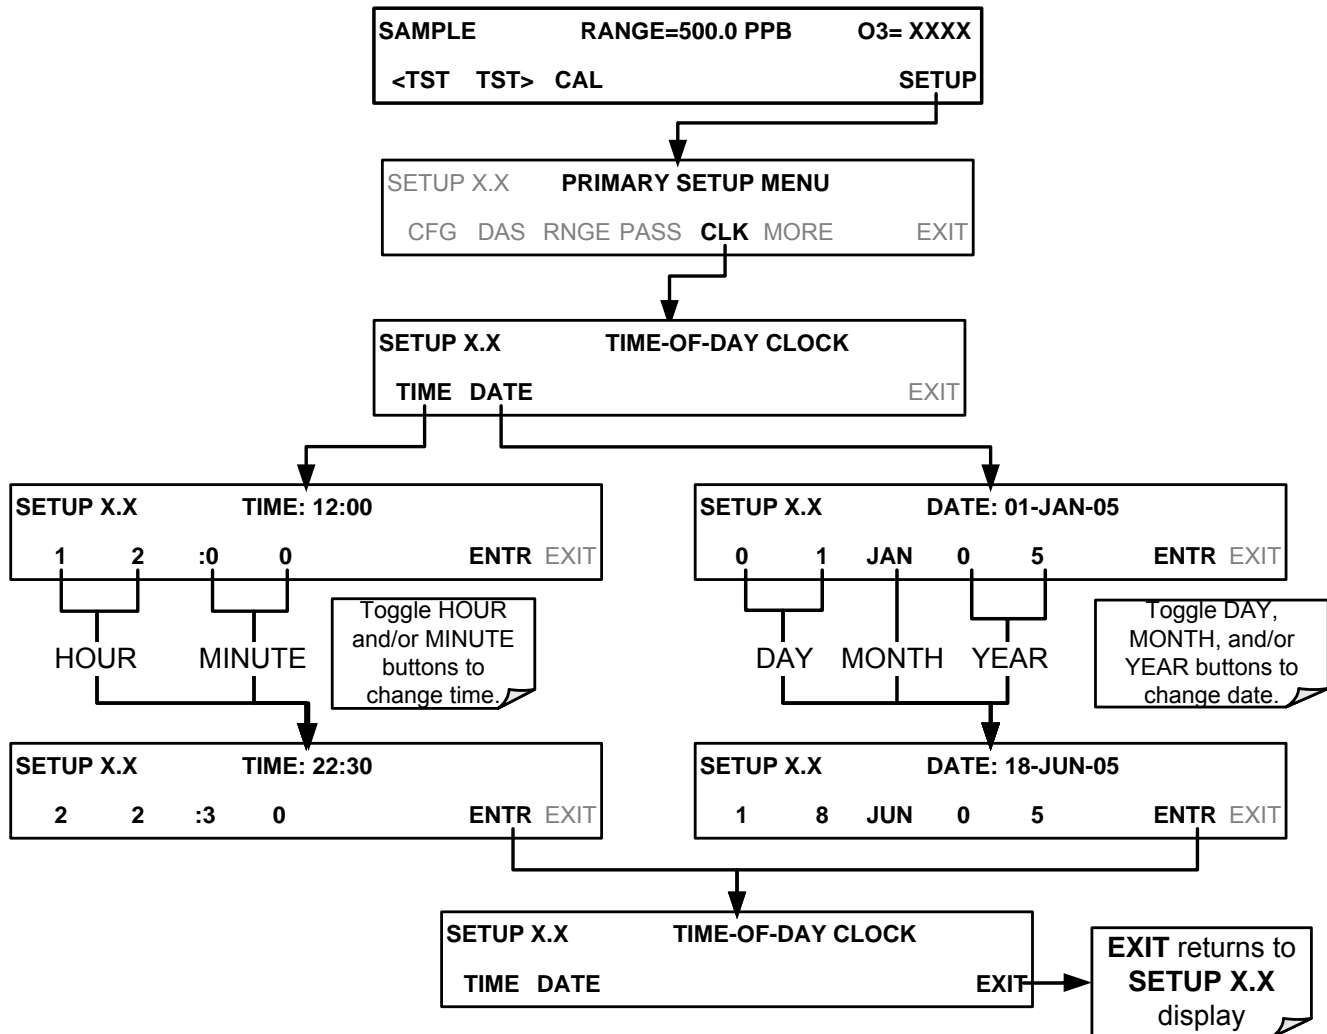 SAMPLE RANGE=500.0 PPB O3= XXXX
<TST TST> CAL SETUP
SETUP X.X PRIMARY SETUP MENU
CFG DAS RNGE PASS CLK MORE EXIT
SETUP X.X TIME-OF-DAY CLOCK
TIME DATE EXIT
SETUP X.X TIME: 12:00
1 2 :0 0 ENTR EXIT
HOUR MINUTE
Toggle HOUR
and/or MINUTE
buttons to
change time.
SETUP X.X TIME: 22:30
2 2 :3 0 ENTR EXIT
SETUP X.X DATE: 01-JAN-05
0 1 JAN 0 5 ENTR EXIT
DAY MONTH YEAR
Toggle DAY,
MONTH, and/or
YEAR buttons to
change date.
SETUP X.X DATE: 18-JUN-05
1 8 JUN 0 5 ENTR EXIT
SETUP X.X TIME-OF-DAY CLOCK
TIME DATE EXIT
EXIT returns to
SETUP X.X
display